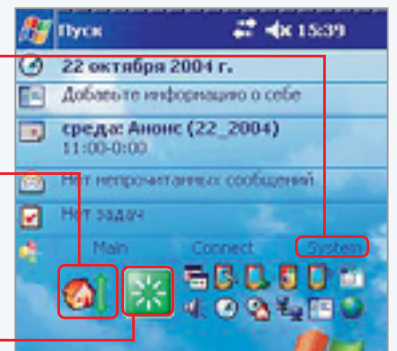 Пуск 15:39
22 октября 2004 г.
Добавьте информацию о себе
среда: Анонс (22_2004)
11:00-0:00
Нет непрочитанных сообщений
Нет задач
Main Connect System